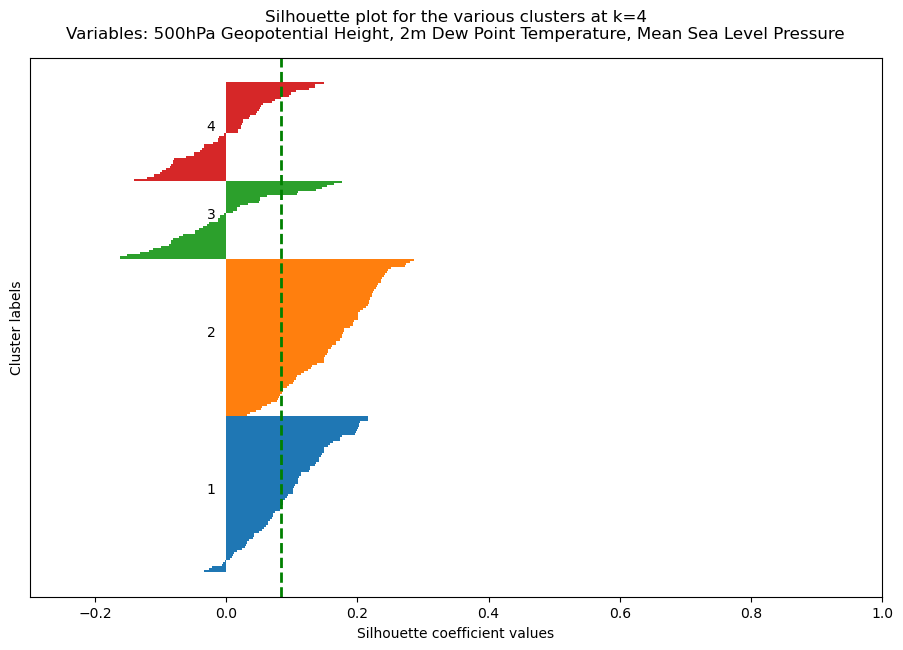 Silhouette plot for the various clusters at k=4
Variables: 500hPa Geopotential Height, 2m Dew Point Temperature, Mean Sea Level Pressure
4
3
2
1
Cluster labels
−0.2 0.0 0.2 0.4 0.6 0.8 1.0
Silhouette coefficient values